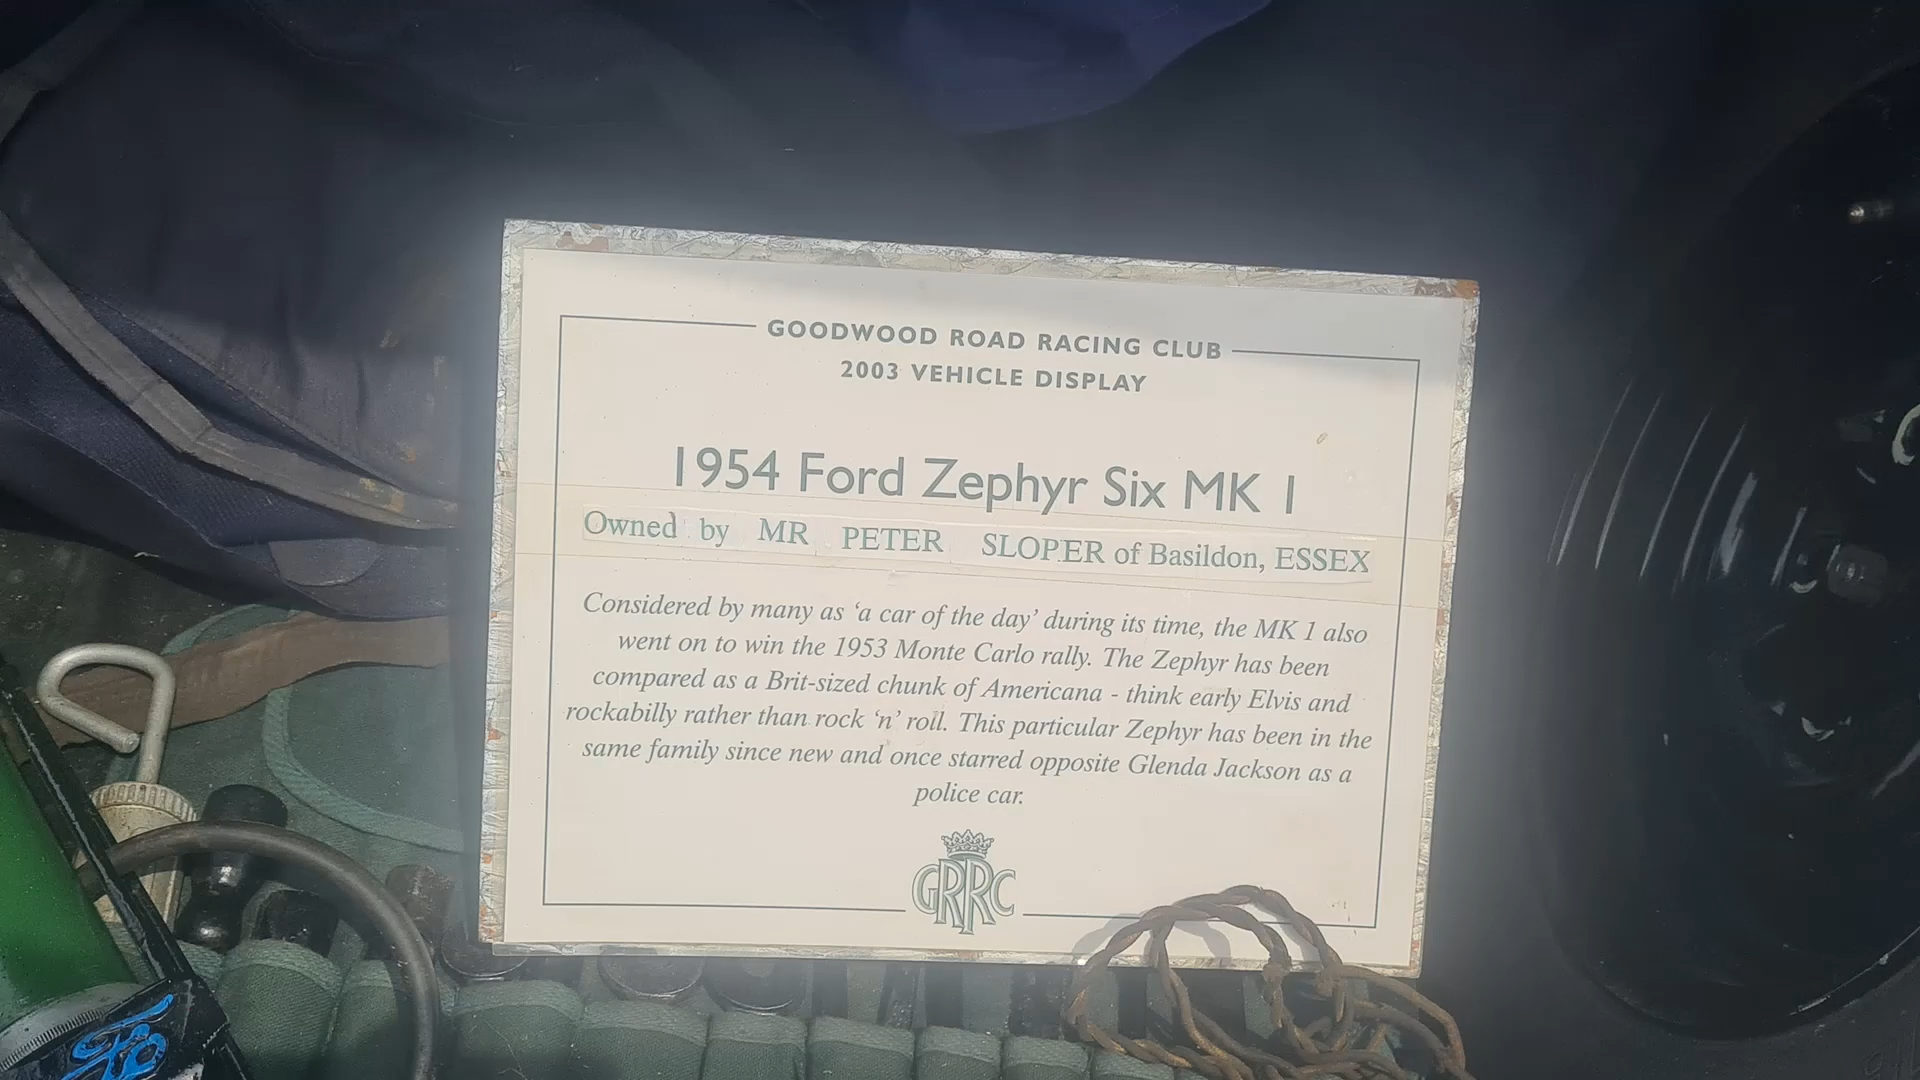 GOODWOOD ROAD RACING CLUB
2003 VEHICLE DISPLAY
1954 Ford Zephyr Six MK 1
Owned by MR PETER SLOPER of Basildon, ESSEX
Considered by many as ‘a car of the day’ during its time, the MK 1 also
went on to win the 1953 Monte Carlo rally. The Zephyr has been
compared as a Brit-sized chunk of Americana - think early Elvis and
rockabilly rather than rock ‘n’ roll. This particular Zephyr has been in the
same family since new and once starred opposite Glenda Jackson as a
police car.
GRRC